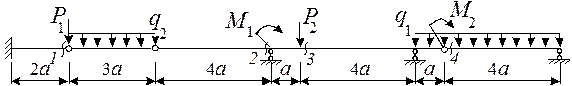 P₁ q₂ M₁ P₂ q₁ M₂
1 2 3 4
2a 3a 4a a 4a a 4a